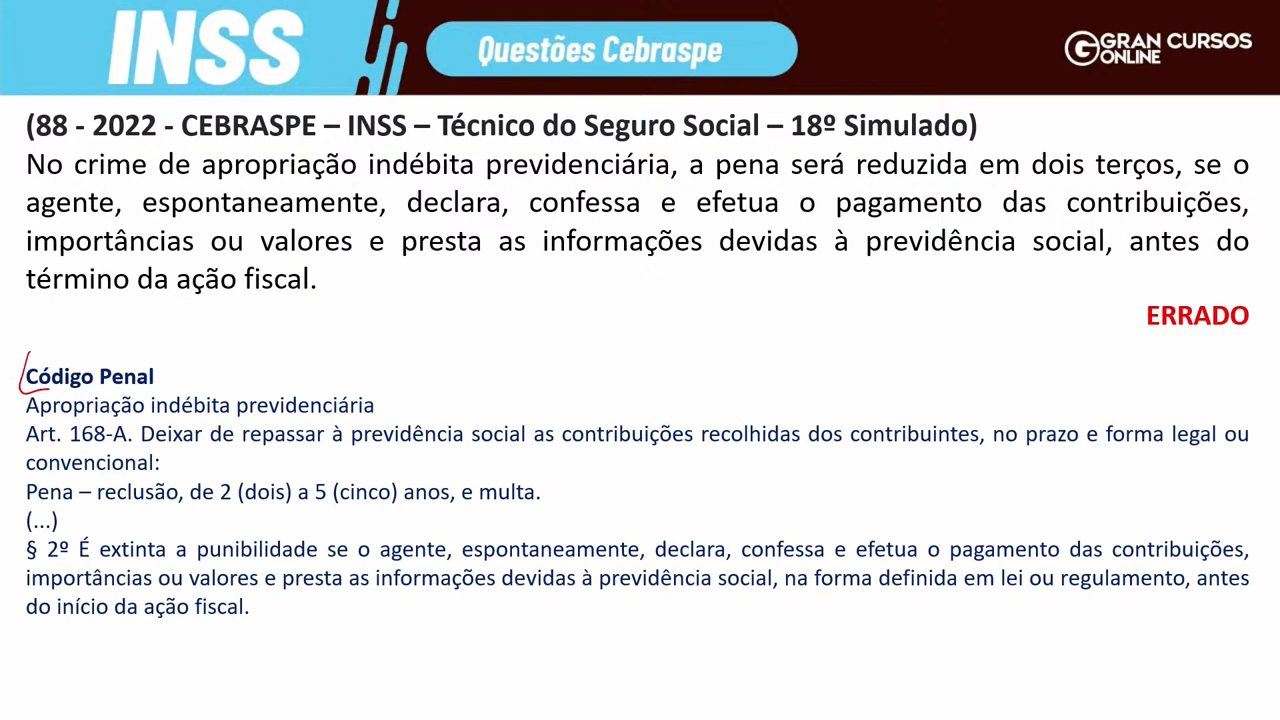 INSS
Questões Cebraspe
GRAN CURSOS
ONLINE
(88 - 2022 - CEBRASPE – INSS – Técnico do Seguro Social – 18º Simulado)
No crime de apropriação indébita previdenciária, a pena será reduzida em dois terços, se o
agente, espontaneamente, declara, confessa e efetua o pagamento das contribuições,
importâncias ou valores e presta as informações devidas à previdência social, antes do
término da ação fiscal.
ERRADO
Código Penal
Apropriação indébita previdenciária
Art. 168-A. Deixar de repassar à previdência social as contribuições recolhidas dos contribuintes, no prazo e forma legal ou
convencional:
Pena – reclusão, de 2 (dois) a 5 (cinco) anos, e multa.
(...)
§ 2º É extinta a punibilidade se o agente, espontaneamente, declara, confessa e efetua o pagamento das contribuições,
importâncias ou valores e presta as informações devidas à previdência social, na forma definida em lei ou regulamento, antes
do início da ação fiscal.